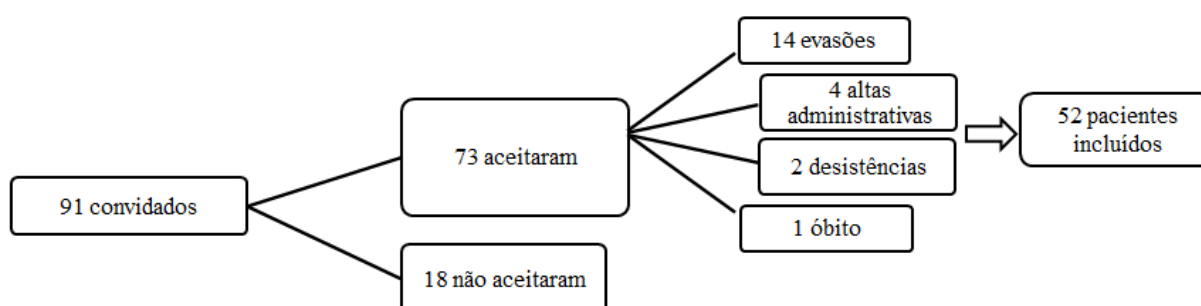 91 convidados
73 aceitaram
18 não aceitaram
14 evasões
4 altas
administrativas
2 desistências
1 óbito
52 pacientes
incluídos